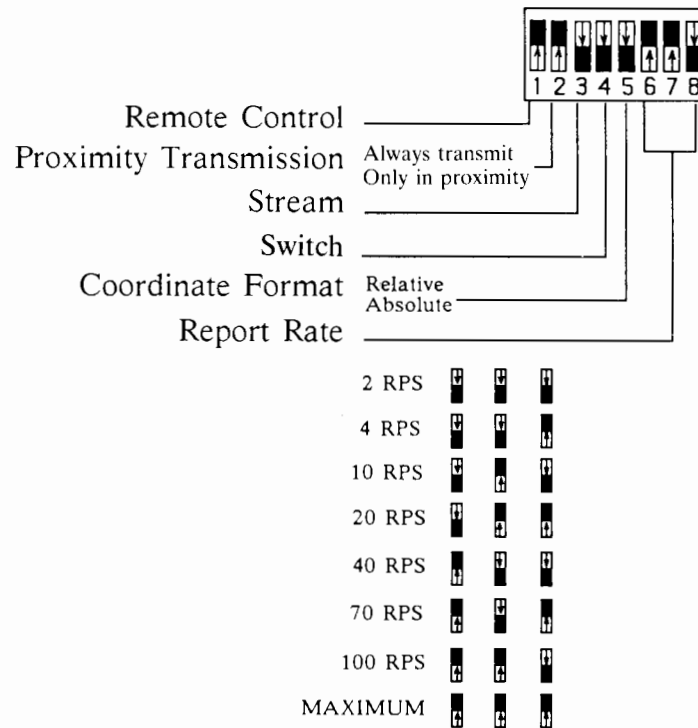 1 2 3 4 5 6 7 8
Remote Control
Proximity Transmission Always transmit
Only in proximity
Stream
Switch
Coordinate Format Relative
Absolute
Report Rate
2 RPS
4 RPS
10 RPS
20 RPS
40 RPS
70 RPS
100 RPS
MAXIMUM